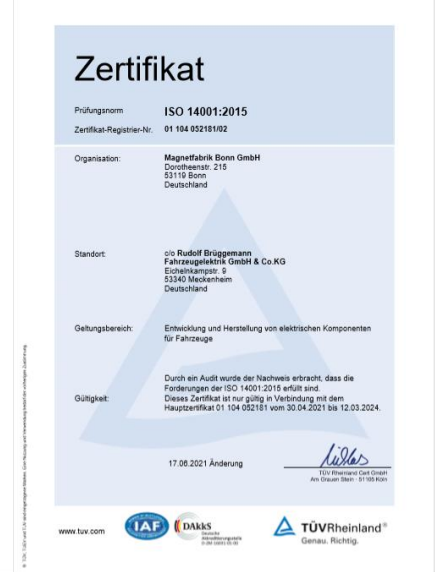 Zertifikat
Prüfungsnorm ISO 14001:2015
Zertifikat-Registrier-Nr. 01 104 052181/02
Organisation: Magnetfabrik Bonn GmbH
Dorotheenstr. 215
53119 Bonn
Deutschland
Standort: c/o Rudolf Brüggemann
Fahrzeugelektrik GmbH & Co.KG
Eichelnkampstr. 9
53340 Meckenheim
Deutschland
Geltungsbereich: Entwicklung und Herstellung von elektrischen Komponenten
für Fahrzeuge
Durch ein Audit wurde der Nachweis erbracht, dass die
Forderungen der ISO 14001:2015 erfüllt sind.
Gültigkeit: Dieses Zertifikat ist nur gültig in Verbindung mit dem
Hauptzertifikat 01 104 052181 vom 30.04.2021 bis 12.03.2024.
17.06.2021 Änderung
TÜV Rheinland Cert GmbH
Am Grauen Stein · 51105 Köln
www.tuv.com
IAF
DAkkS
Deutsche
Akkreditierungsstelle
TÜVRheinland®
Genau. Richtig.